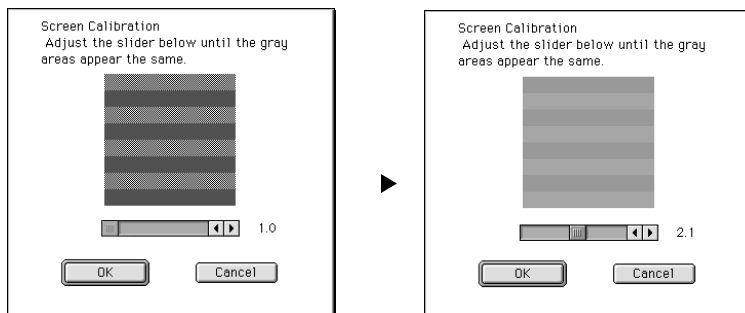 Screen Calibration
Adjust the slider below until the gray
areas appear the same.
1.0
OK Cancel
Screen Calibration
Adjust the slider below until the gray
areas appear the same.
2.1
OK Cancel